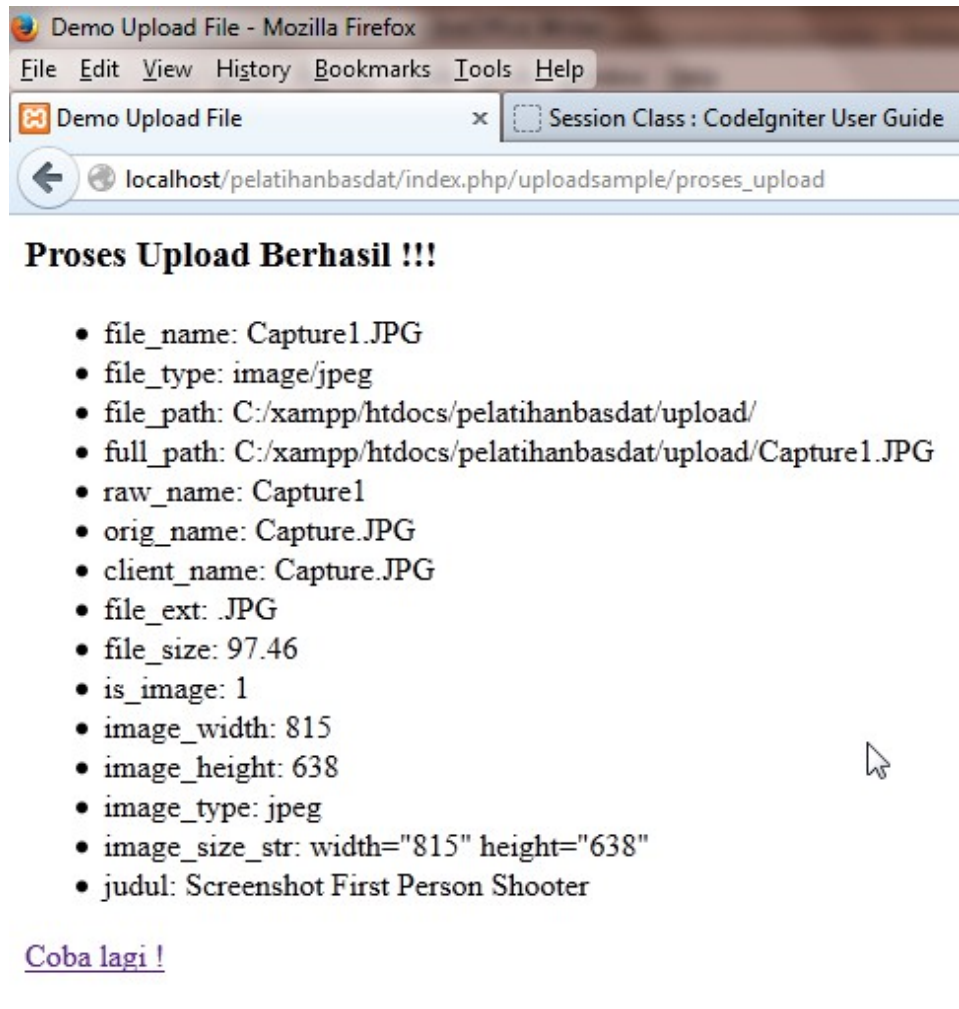 Demo Upload File - Mozilla Firefox
File Edit View History Bookmarks Tools Help
Demo Upload File × Session Class : CodeIgniter User Guide
localhost/pelatihanbasdat/index.php/uploadsample/proses_upload
Proses Upload Berhasil !!!
• file_name: Capture1.JPG
• file_type: image/jpeg
• file_path: C:/xampp/htdocs/pelatihanbasdat/upload/
• full_path: C:/xampp/htdocs/pelatihanbasdat/upload/Capture1.JPG
• raw_name: Capture1
• orig_name: Capture.JPG
• client_name: Capture.JPG
• file_ext: .JPG
• file_size: 97.46
• is_image: 1
• image_width: 815
• image_height: 638
• image_type: jpeg
• image_size_str: width="815" height="638"
• judul: Screenshot First Person Shooter
Coba lagi !